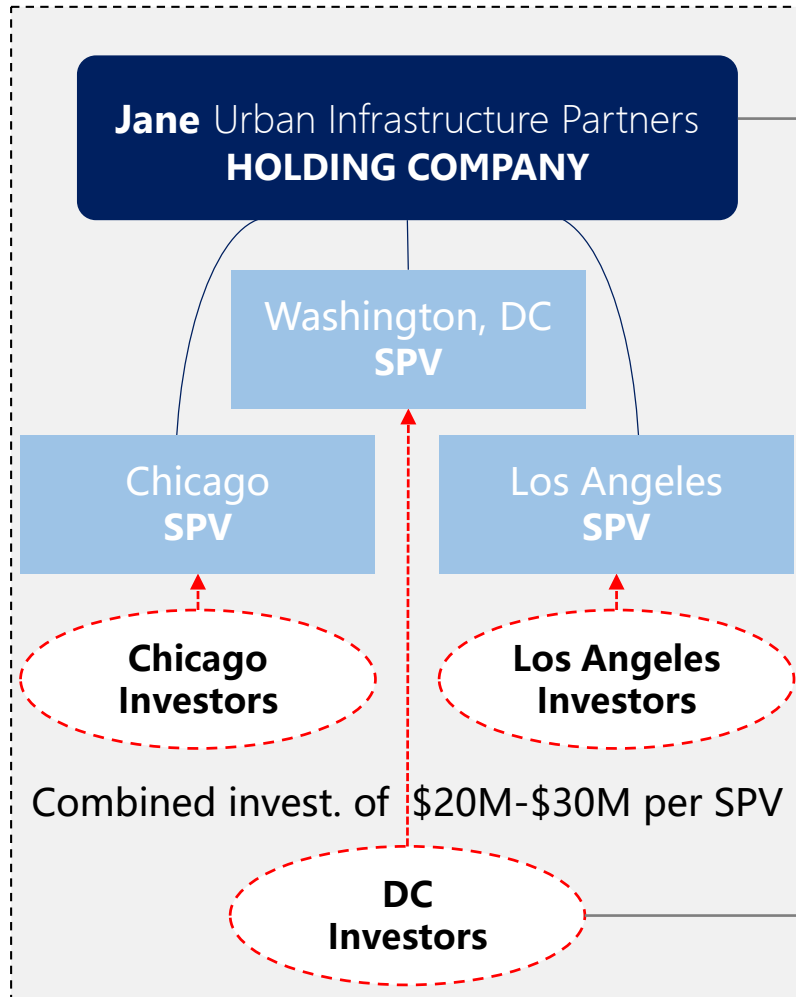 Jane Urban Infrastructure Partners
HOLDING COMPANY
Washington, DC
SPV
Chicago
SPV
Los Angeles
SPV
Chicago
Investors
Los Angeles
Investors
Combined invest. of $20M-$30M per SPV
DC
Investors